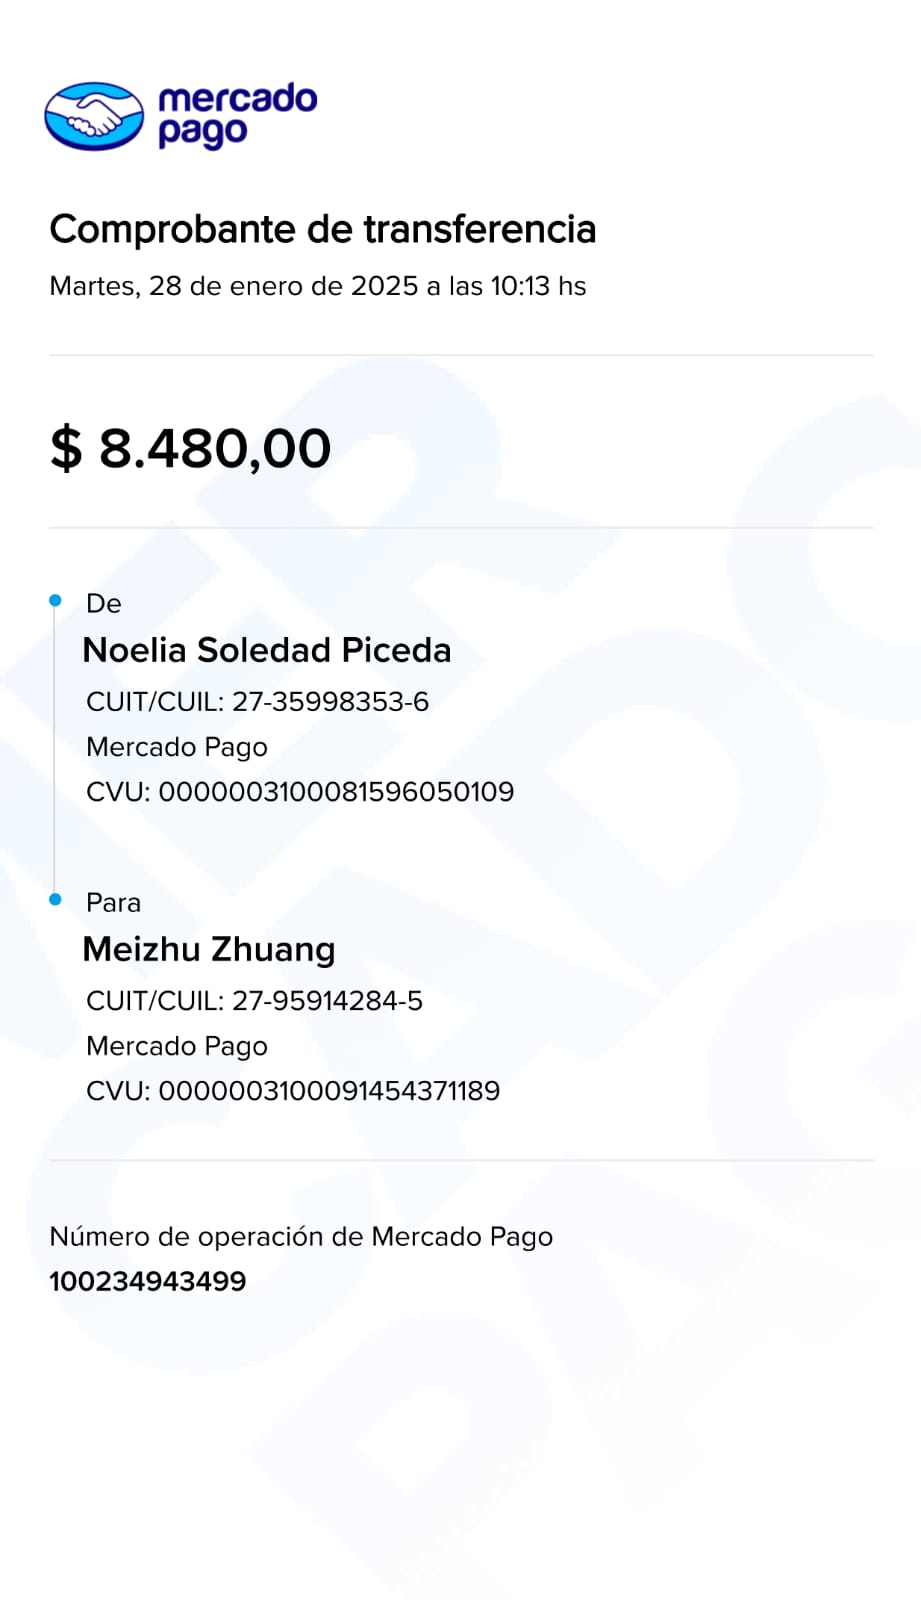 mercado
pago
Comprobante de transferencia
Martes, 28 de enero de 2025 a las 10:13 hs
$ 8.480,00
De
Noelia Soledad Piceda
CUIT/CUIL: 27-35998353-6
Mercado Pago
CVU: 0000003100081596050109
Para
Meizhu Zhuang
CUIT/CUIL: 27-95914284-5
Mercado Pago
CVU: 0000003100091454371189
Número de operación de Mercado Pago
100234943499